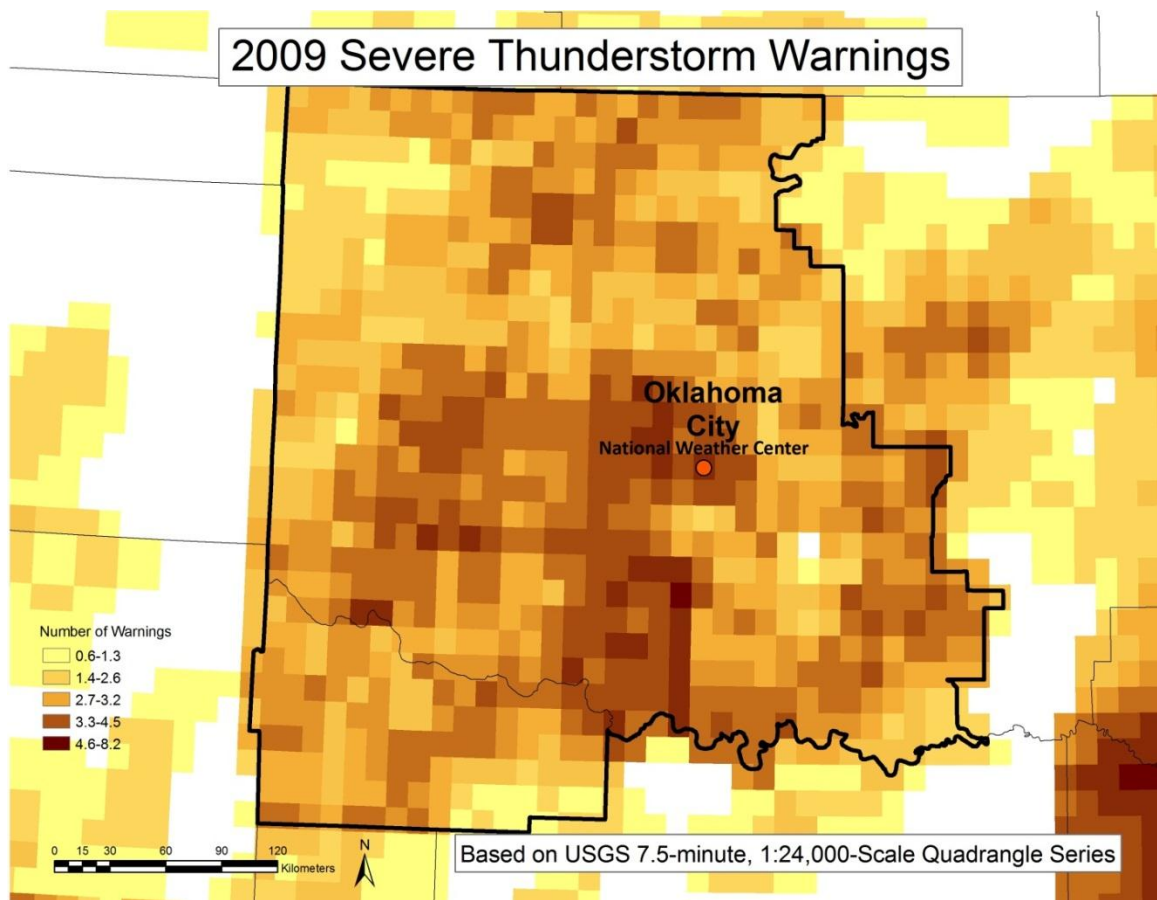 2009 Severe Thunderstorm Warnings
Oklahoma
City
National Weather Center
Number of Warnings
0.6-1.3
1.4-2.6
2.7-3.2
3.3-4.5
4.6-8.2
0 15 30 60 90 120
Kilometers
N
Based on USGS 7.5-minute, 1:24,000-Scale Quadrangle Series